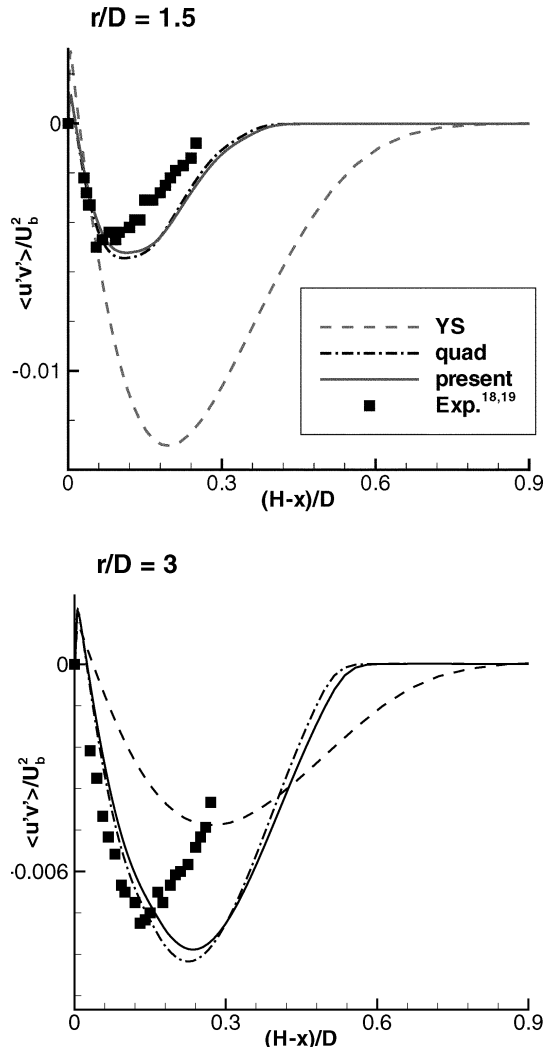 r/D = 1.5
0
-0.01
<u'v'>/U_b^2
YS
quad
present
Exp.18,19
0
0.3
0.6
0.9
(H-x)/D
r/D = 3
0
-0.006
<u'v'>/U_b^2
0
0.3
0.6
0.9
(H-x)/D